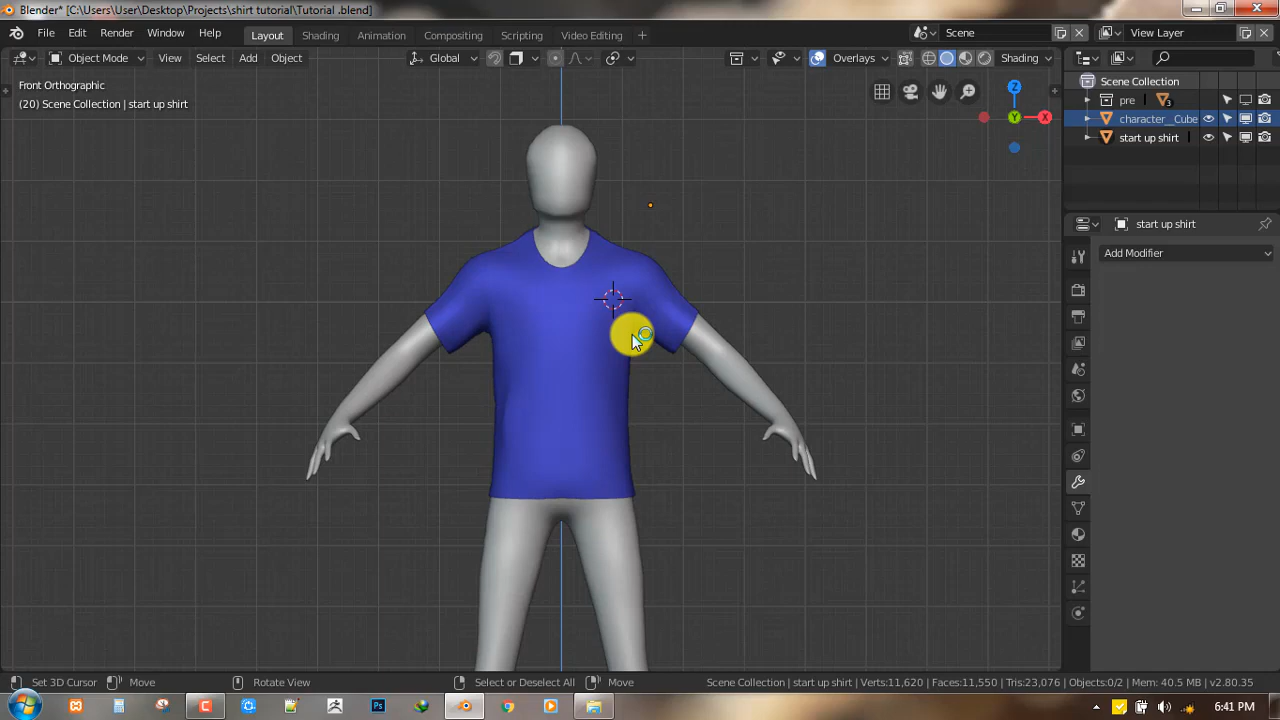 Blender* [C:\Users\User\Desktop\Projects\shirt tutorial\Tutorial .blend]
File Edit Render Window Help Layout Shading Animation Compositing Scripting Video Editing + Scene View Layer
Object Mode View Select Add Object Global Overlays Shading
Front Orthographic
(20) Scene Collection | start up shirt
Z
Y
X
Scene Collection
pre 3
character__Cube
start up shirt
start up shirt
Add Modifier
Set 3D Cursor Move Rotate View Select or Deselect All Move Scene Collection | start up shirt | Verts:11,620 | Faces:11,550 | Tris:23,076 | Objects:0/2 | Mem: 40.5 MB | v2.80.35
Ps 6:41 PM